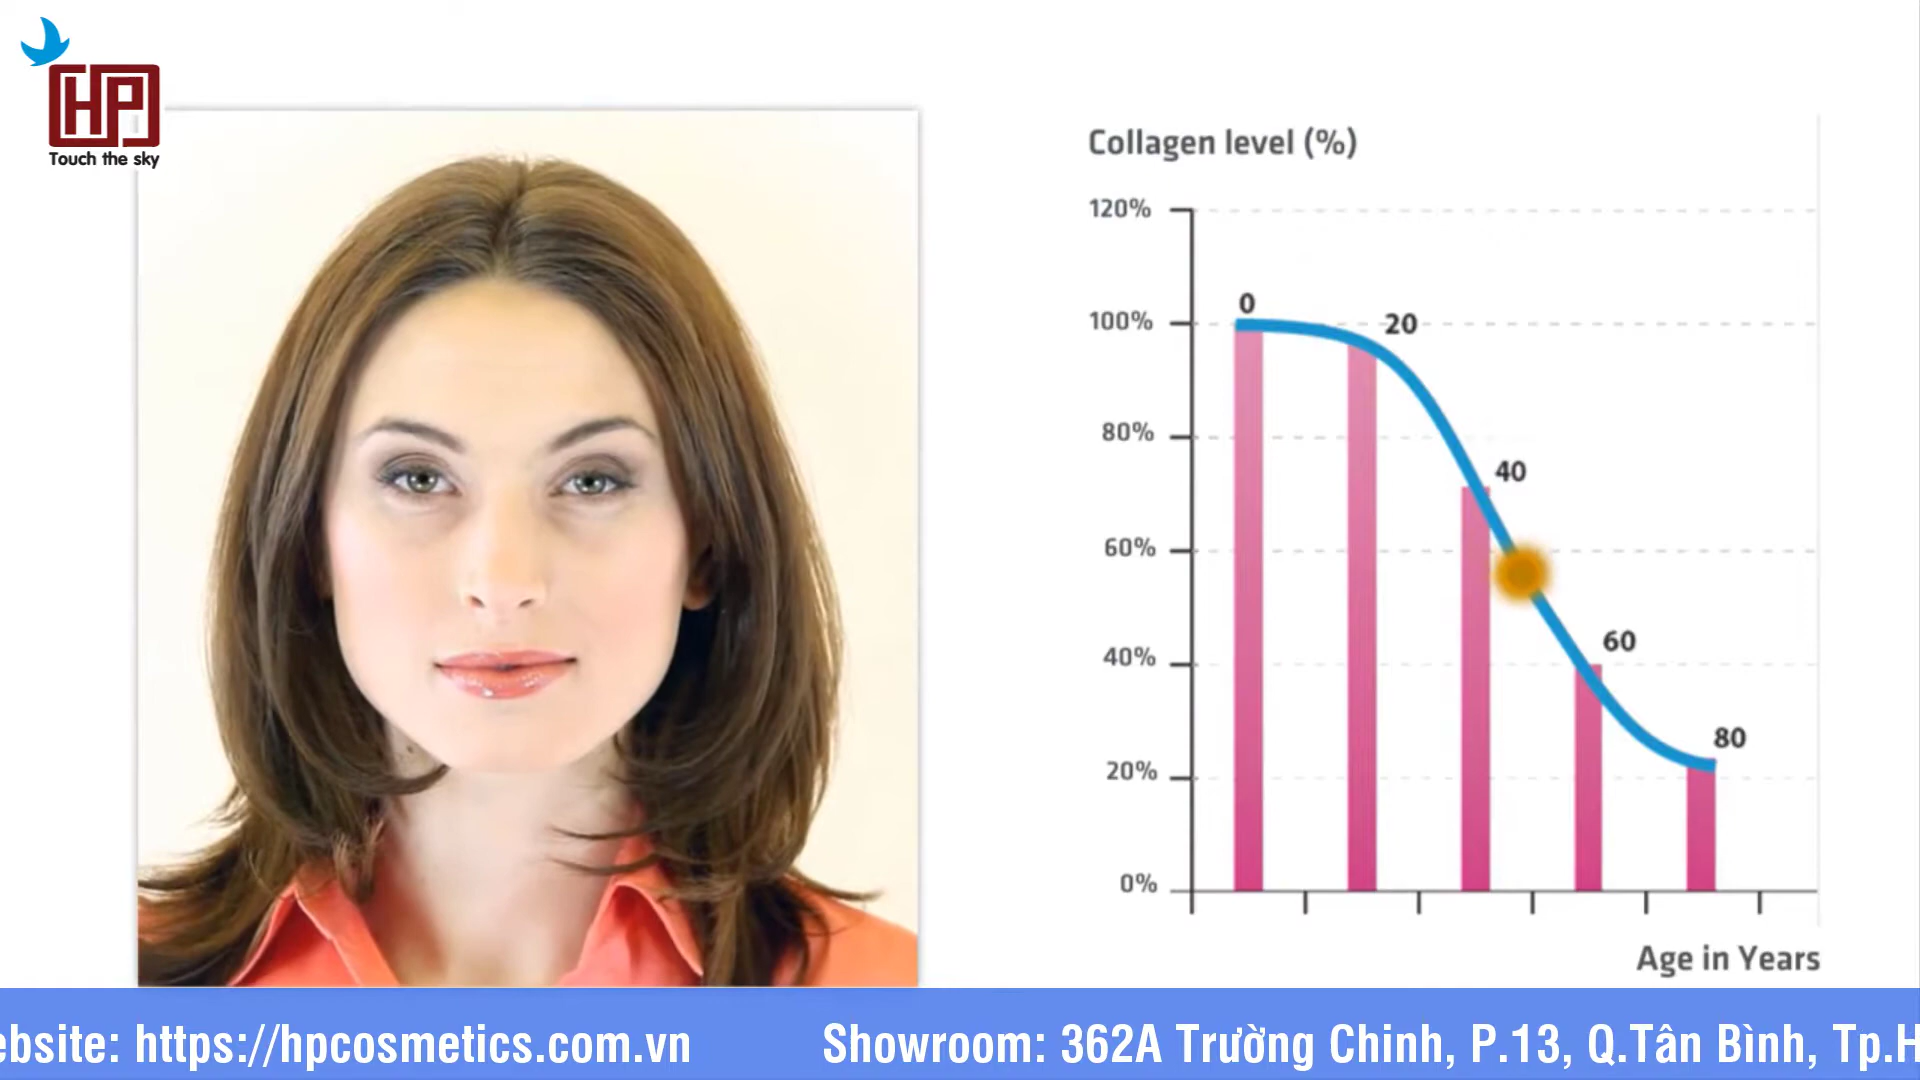 HP
Touch the sky
Collagen level (%)
120%
100%
80%
60%
40%
20%
0%
0
20
40
60
80
Age in Years
ebsite: https://hpcosmetics.com.vn
Showroom: 362A Trường Chinh, P.13, Q.Tân Bình, Tp.H